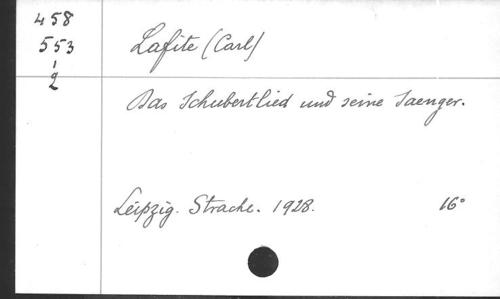 458
553
1
2
Lafite (Carl)
Das Schubertlied und seine Saenger.
Leipzig. Strache. 1928. 16°